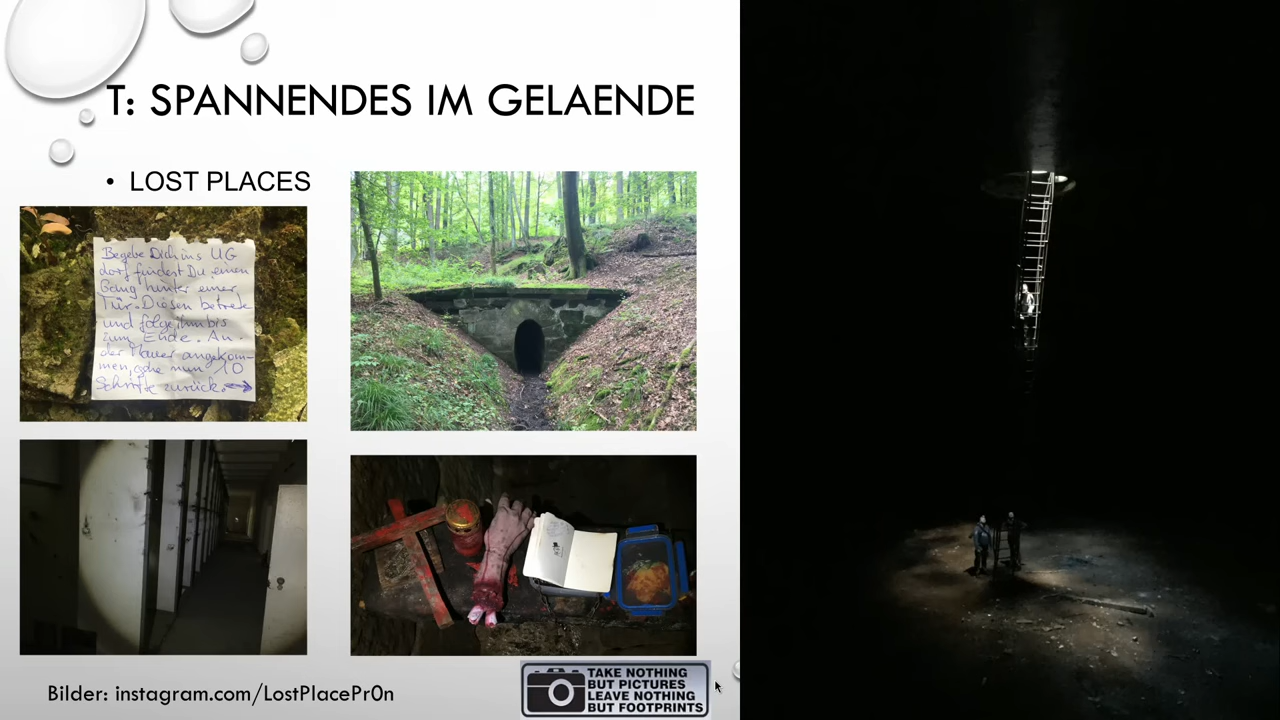 T: SPANNENDES IM GELAENDE
• LOST PLACES
Begebe Dich ins UG
dort findest Du einen
Gang hinter einer
Tür. Diesen betrete
und folge ihm bis
zum Ende. An
der Mauer angekom-
men, gehe nun 10
Schritte zurück. →
Bilder: instagram.com/LostPlacePr0n
TAKE NOTHING
BUT PICTURES
LEAVE NOTHING
BUT FOOTPRINTS